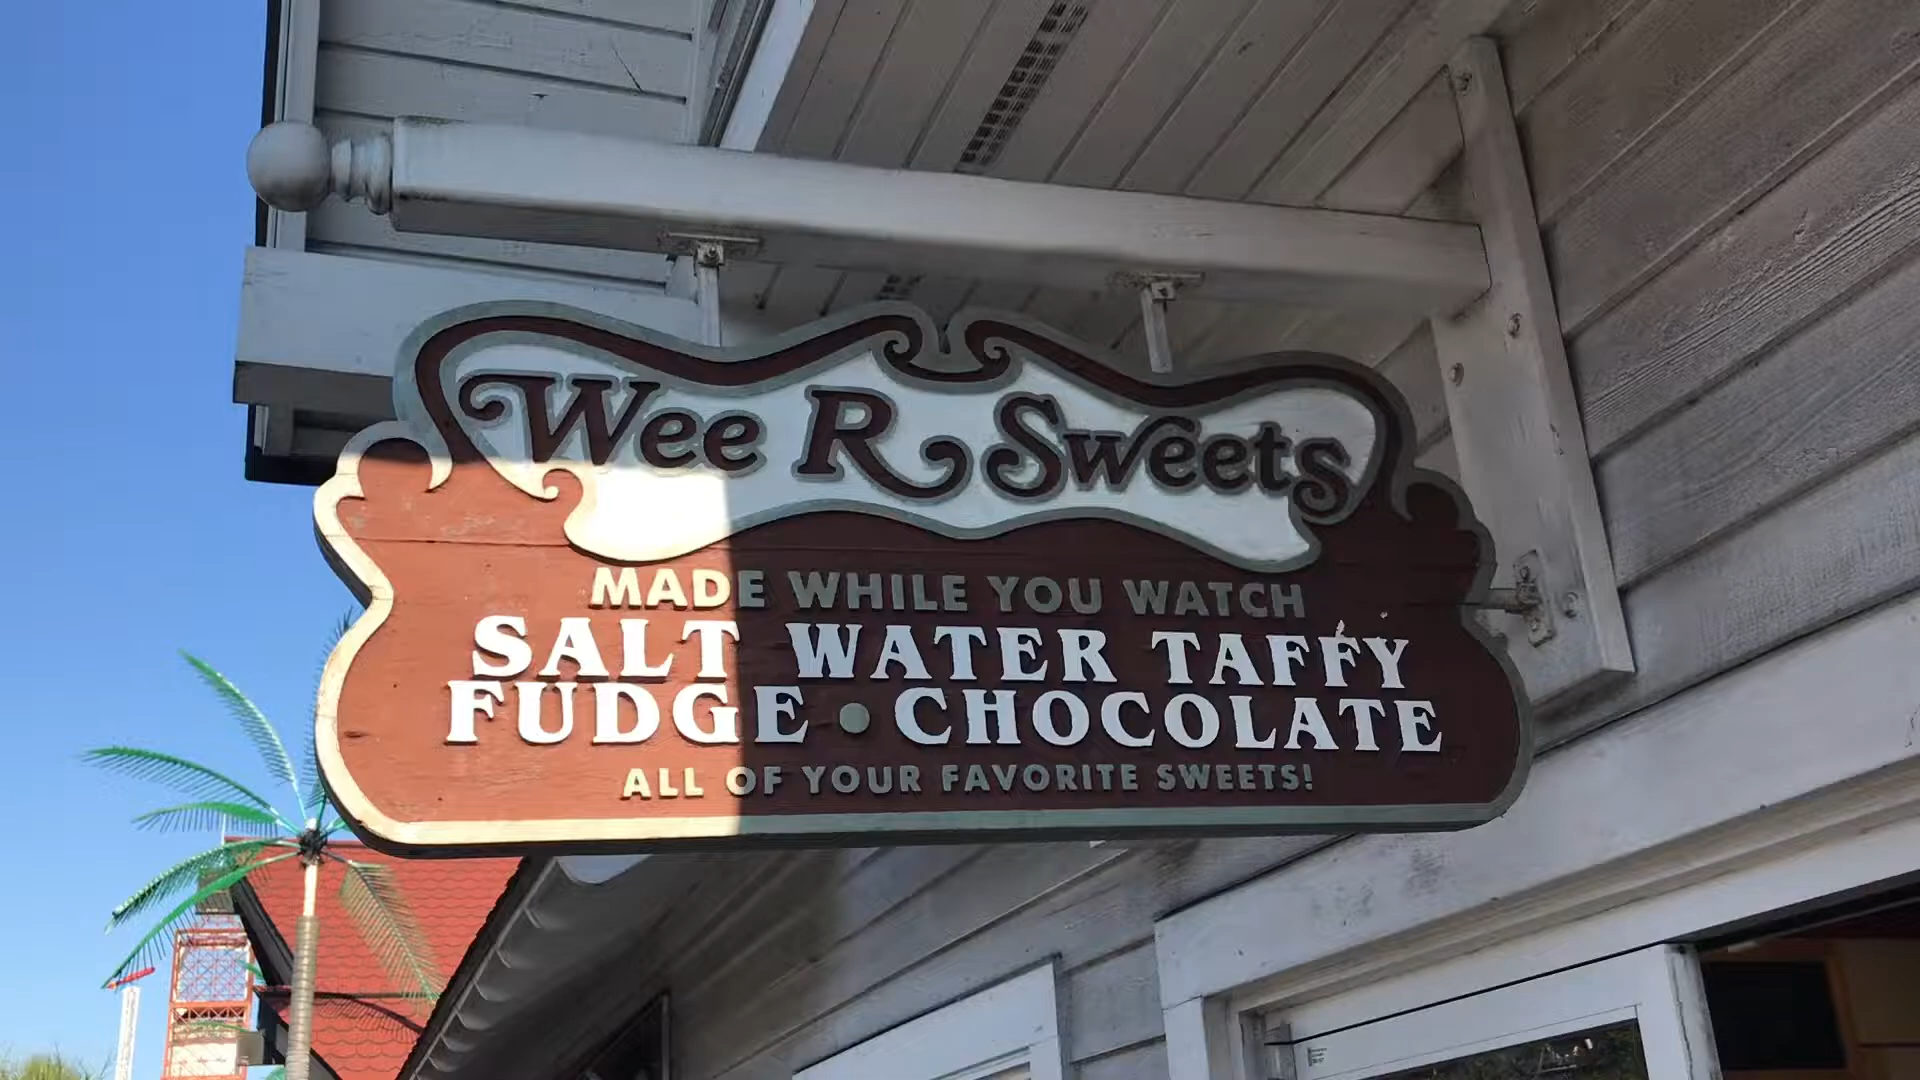 Wee R Sweets
MADE WHILE YOU WATCH
SALT WATER TAFFY
FUDGE • CHOCOLATE
ALL OF YOUR FAVORITE SWEETS!